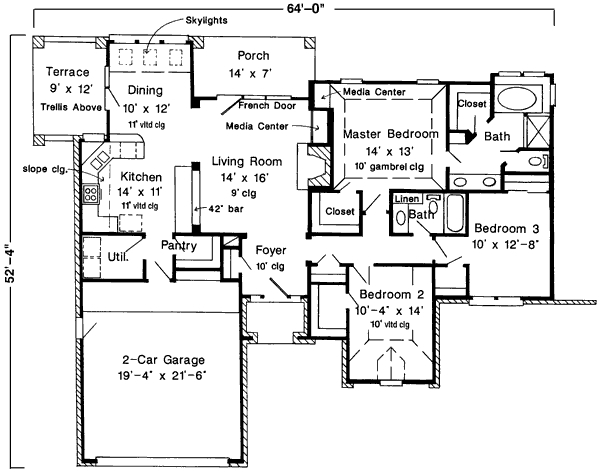 64'-0"
Skylights
Porch
14' x 7'
Terrace
9' x 12'
Trellis Above
Dining
10' x 12'
11' vltd clg
French Door
Media Center
Media Center
Closet
Bath
Master Bedroom
14' x 13'
10' gambrel clg
slope clg.
Kitchen
14' x 11'
11' vltd clg
Living Room
14' x 16'
9' clg
42" bar
Closet
Linen
Bath
Bedroom 3
10' x 12'-8"
52'-4"
Util.
Pantry
Foyer
10' clg
Bedroom 2
10'-4" x 14'
10' vltd clg
2-Car Garage
19'-4" x 21'-6"